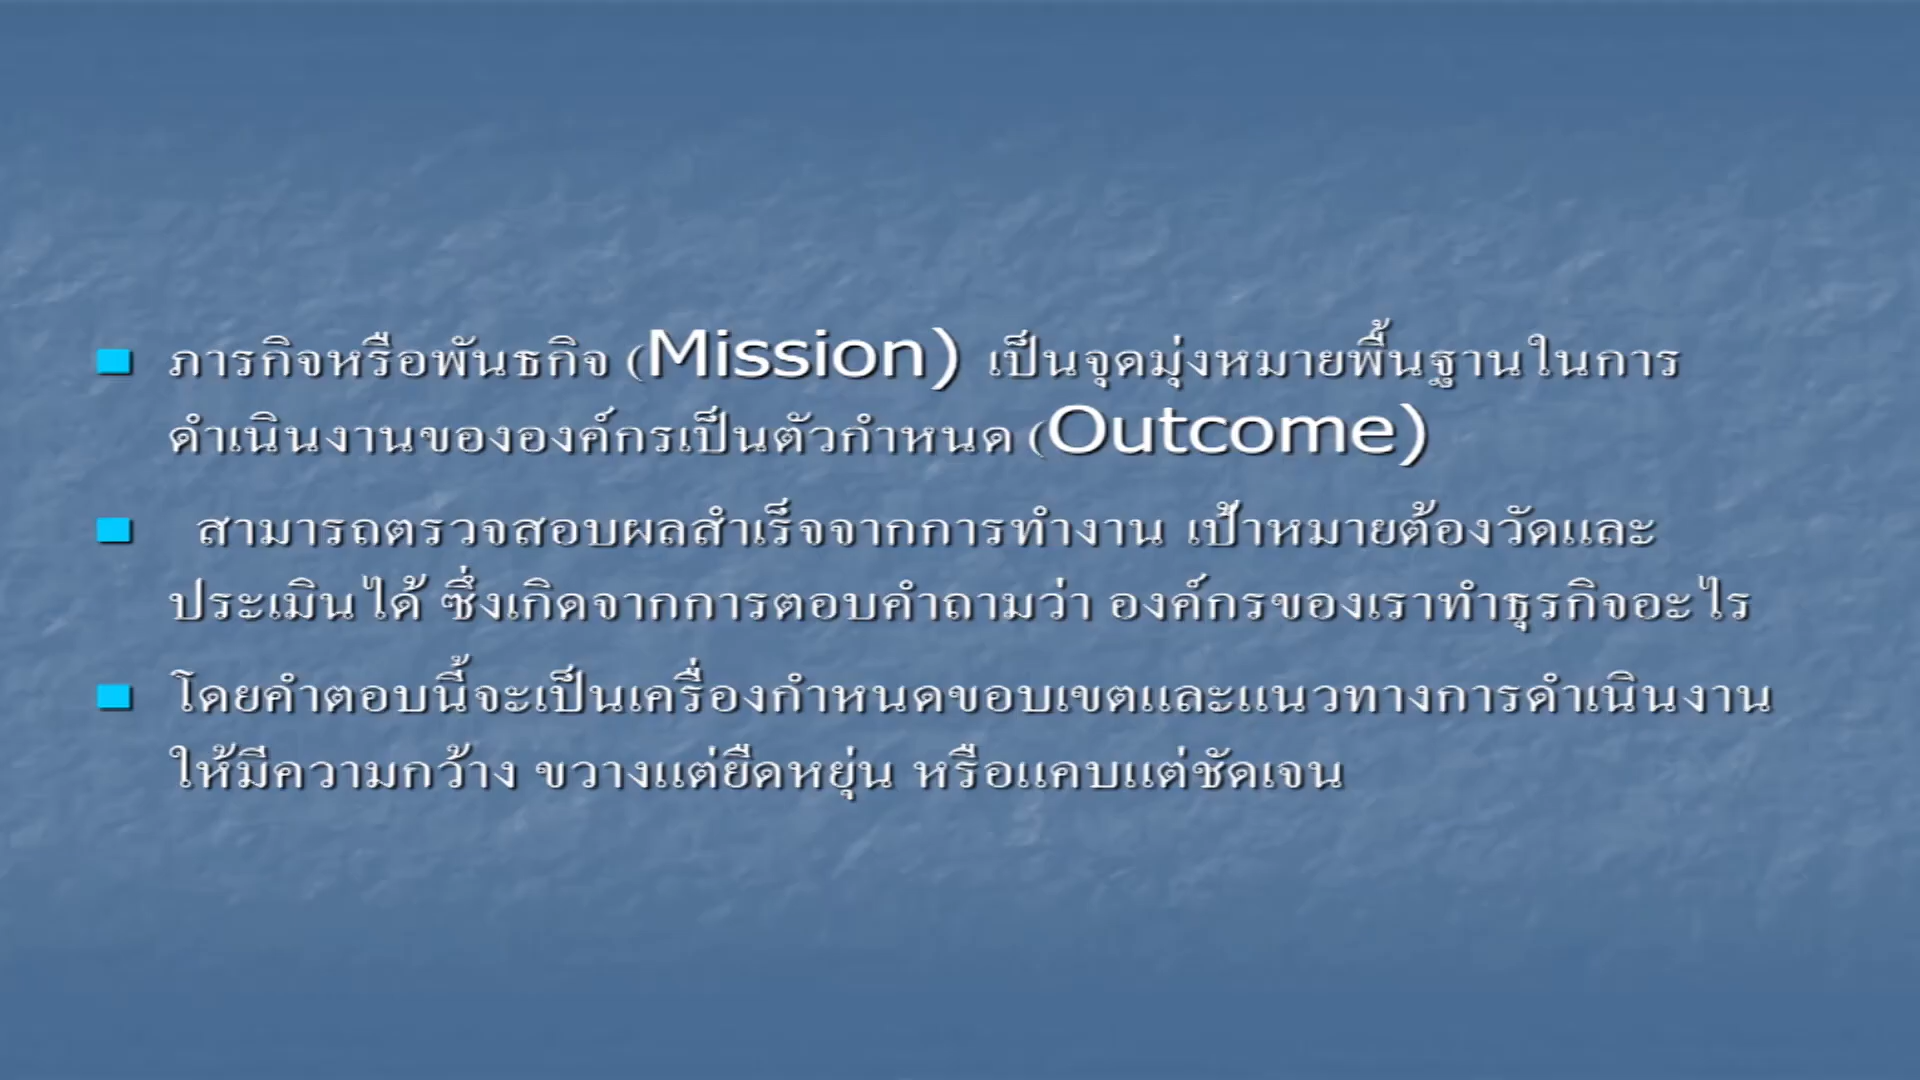 ภารกิจหรือพันธกิจ (Mission) เป็นจุดมุ่งหมายพื้นฐานในการ
ดำเนินงานขององค์กรเป็นตัวกำหนด (Outcome)
สามารถตรวจสอบผลสำเร็จจากการทำงาน เป้าหมายต้องวัดและ
ประเมินได้ ซึ่งเกิดจากการตอบคำถามว่า องค์กรของเราทำธุรกิจอะไร
โดยคำตอบนี้จะเป็นเครื่องกำหนดขอบเขตและแนวทางการดำเนินงาน
ให้มีความกว้าง ขวางแต่ยืดหยุ่น หรือแคบแต่ชัดเจน